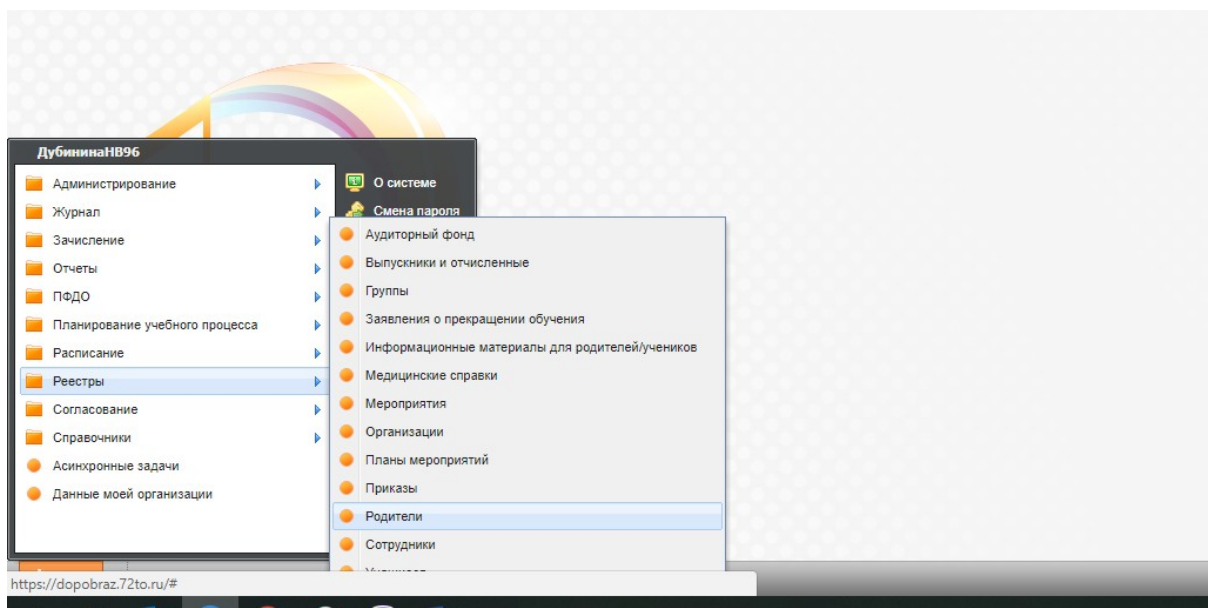 ДубининаНВ96
Администрирование
Журнал
Зачисление
Отчеты
ПФДО
Планирование учебного процесса
Расписание
Реестры
Согласование
Справочники
Асинхронные задачи
Данные моей организации
О системе
Смена пароля
Аудиторный фонд
Выпускники и отчисленные
Группы
Заявления о прекращении обучения
Информационные материалы для родителей/учеников
Медицинские справки
Мероприятия
Организации
Планы мероприятий
Приказы
Родители
Сотрудники
https://dopobraz.72to.ru/#